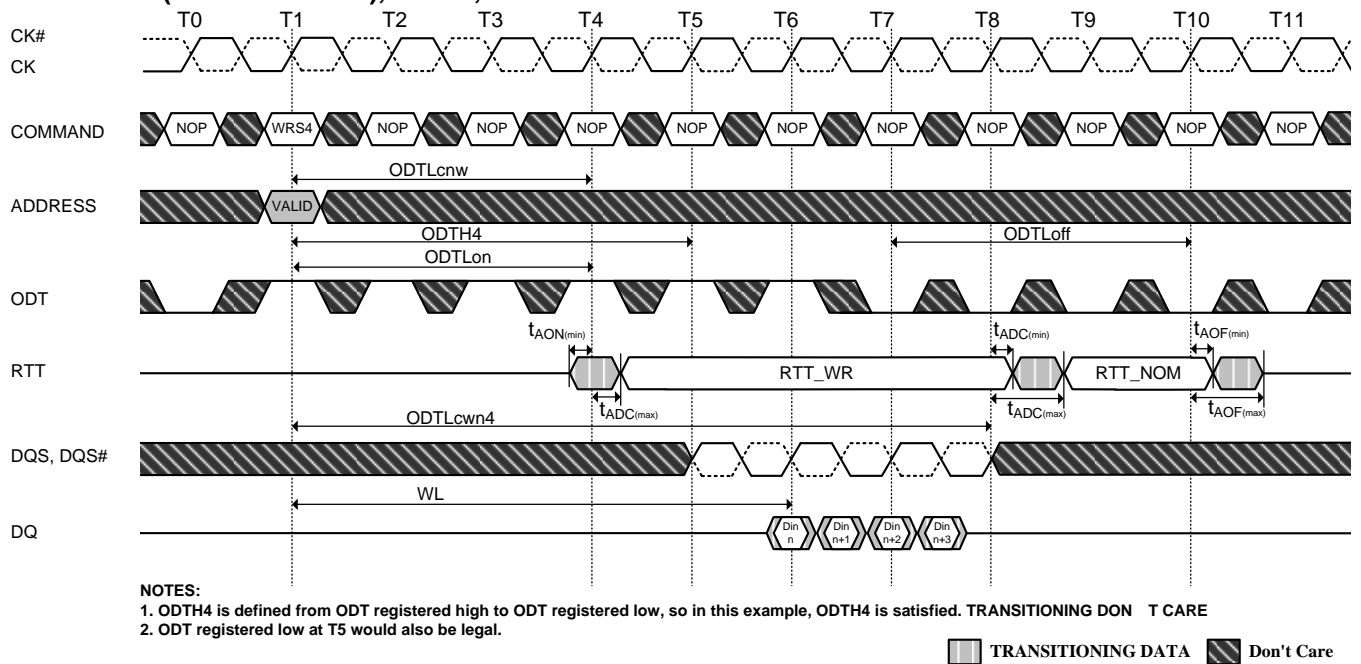 T0 T1 T2 T3 T4 T5 T6 T7 T8 T9 T10 T11
CK#
CK
COMMAND NOP WRS4 NOP NOP NOP NOP NOP NOP NOP NOP NOP NOP
ODTLcnw
ADDRESS VALID
ODTH4 ODTLoff
ODTLon
ODT
tAON(min) tADC(min) tAOF(min)
RTT RTT_WR RTT_NOM
tADC(max) tADC(max) tAOF(max)
ODTLcwn4
DQS, DQS#
WL
DQ Din n Din n+1 Din n+2 Din n+3
NOTES:
1. ODTH4 is defined from ODT registered high to ODT registered low, so in this example, ODTH4 is satisfied. TRANSITIONING DON T CARE
2. ODT registered low at T5 would also be legal.
TRANSITIONING DATA Don't Care